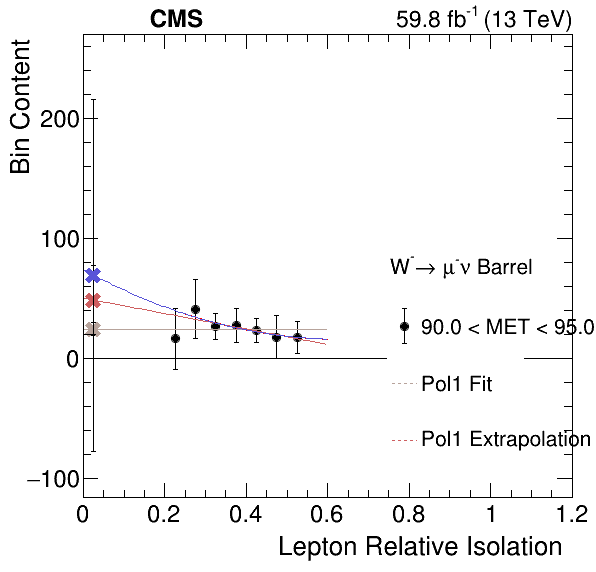 CMS 59.8 fb⁻¹ (13 TeV)
Bin Content
200
100
0
−100
W⁻→ μ⁻ν Barrel
90.0 < MET < 95.0
Pol1 Fit
Pol1 Extrapolation
0 0.2 0.4 0.6 0.8 1 1.2
Lepton Relative Isolation